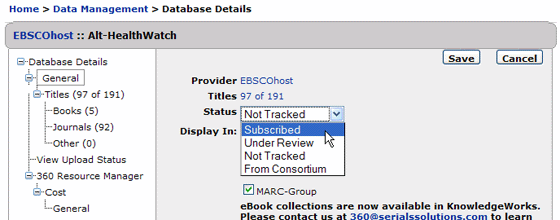 Home > Data Management > Database Details
EBSCOhost :: Alt-HealthWatch
Save
Cancel
Database Details
General
Titles (97 of 191)
Books (5)
Journals (92)
Other (0)
View Upload Status
360 Resource Manager
Cost
General
Provider EBSCOhost
Titles 97 of 191
Status Not Tracked
Display In:
Subscribed
Under Review
Not Tracked
From Consortium
MARC-Group
eBook collections are now available in KnowledgeWorks.
Please contact us at 360@serialssolutions.com to learn